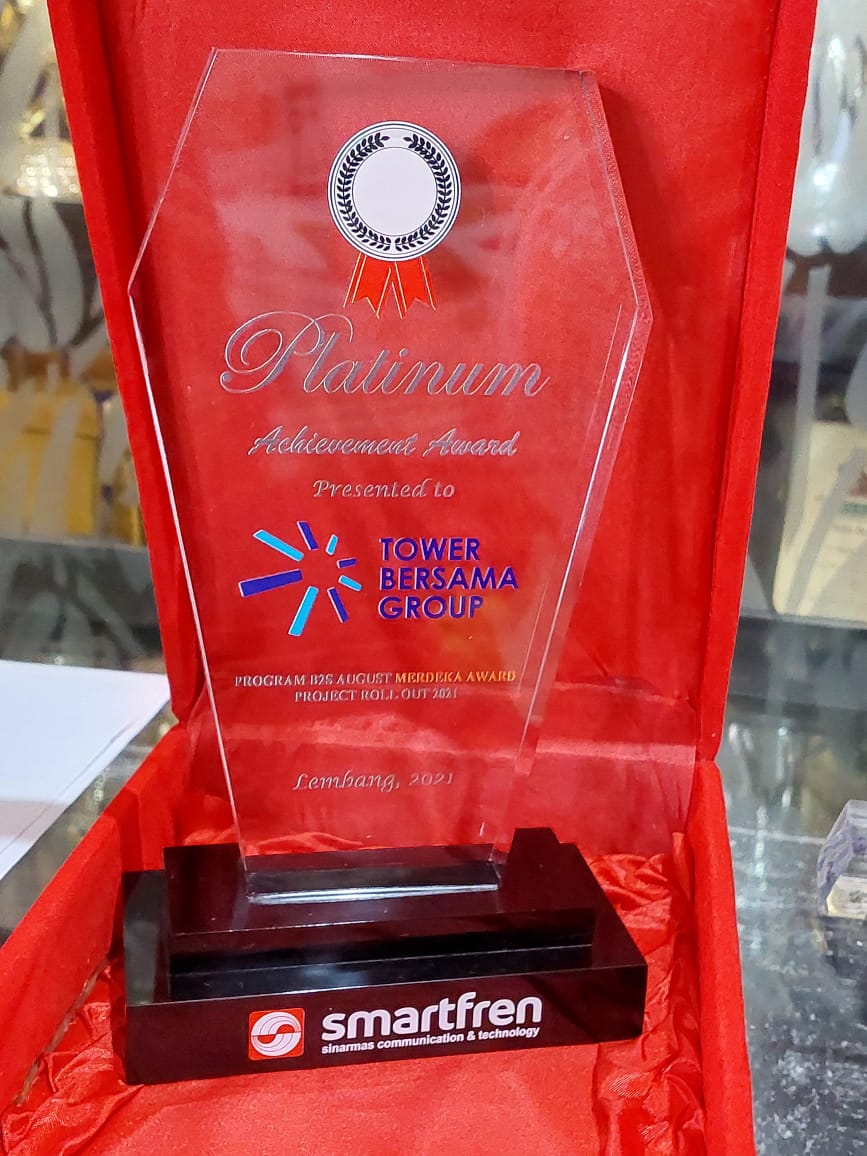 Platinum
Achievement Award
Presented to
TOWER
BERSAMA
GROUP
PROGRAM B2S AUGUST MERDEKA AWARD
PROJECT ROLL OUT 2021
Lembang, 2021
smartfren
sinarmas communication & technology